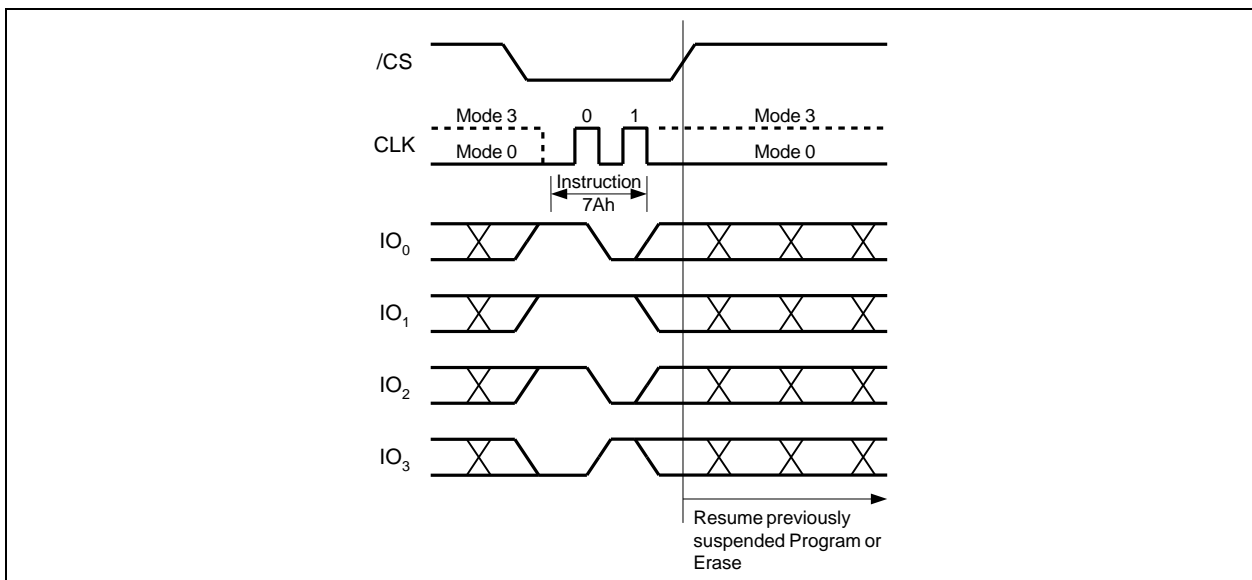 /CS
Mode 3
0
1
Mode 3
CLK
Mode 0
Mode 0
Instruction
7Ah
IO0
IO1
IO2
IO3
Resume previously
suspended Program or
Erase